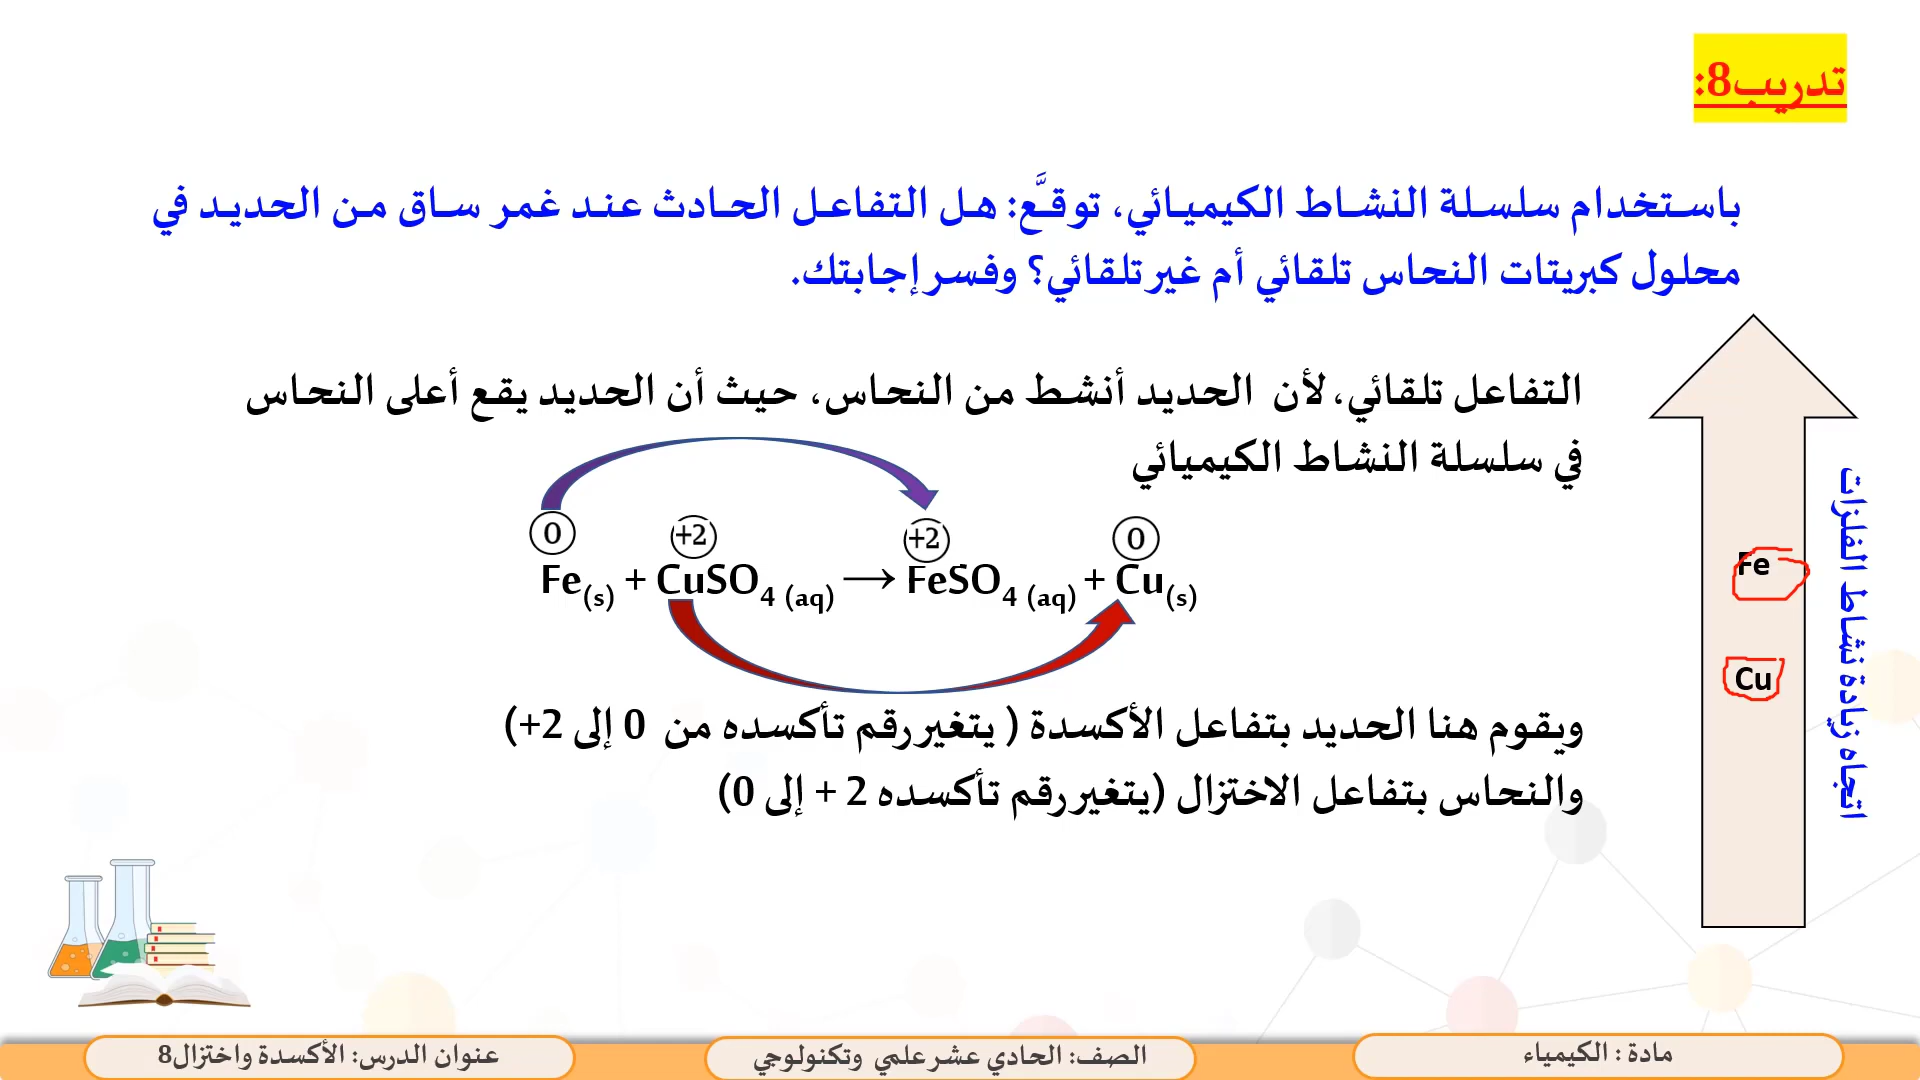 تدريب8:
باستخدام سلسلة النشاط الكيميائي، توقَّع: هل التفاعل الحادث عند غمر ساق من الحديد في
محلول كبريتات النحاس تلقائي أم غير تلقائي؟ وفسر إجابتك.
التفاعل تلقائي، لأن الحديد أنشط من النحاس، حيث أن الحديد يقع أعلى النحاس
في سلسلة النشاط الكيميائي
0 +2 +2 0
Fe(s) + CuSO4 (aq) ⟶ FeSO4 (aq) + Cu(s)
ويقوم هنا الحديد بتفاعل الأكسدة ( يتغير رقم تأكسده من 0 إلى 2+)
والنحاس بتفاعل الاختزال (يتغير رقم تأكسده 2 + إلى 0)
Fe
Cu
اتجاه زيادة نشاط الفلزات
مادة : الكيمياء
الصف: الحادي عشر علمي وتكنولوجي
عنوان الدرس: الأكسدة واختزال8